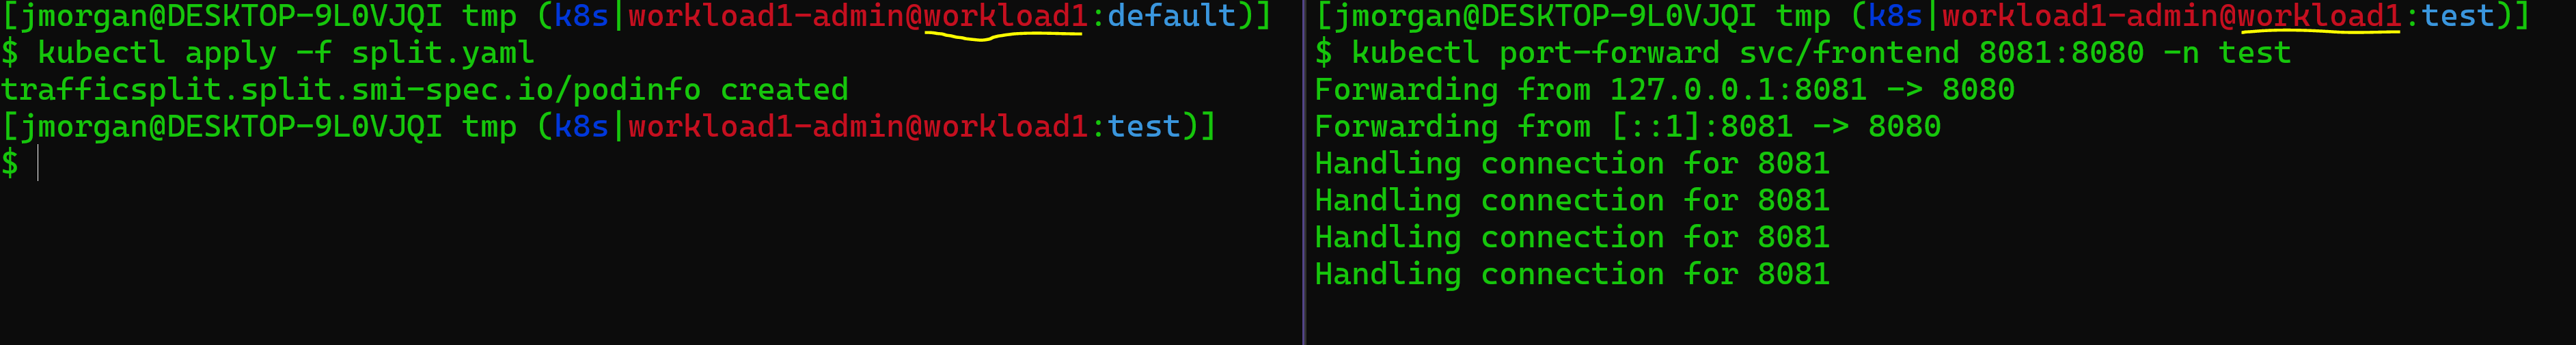 [jmorgan@DESKTOP-9L0VJQI tmp (k8s|workload1-admin@workload1:default)]
$ kubectl apply -f split.yaml
trafficsplit.split.smi-spec.io/podinfo created
[jmorgan@DESKTOP-9L0VJQI tmp (k8s|workload1-admin@workload1:test)]
$
[jmorgan@DESKTOP-9L0VJQI tmp (k8s|workload1-admin@workload1:test)]
$ kubectl port-forward svc/frontend 8081:8080 -n test
Forwarding from 127.0.0.1:8081 -> 8080
Forwarding from [::1]:8081 -> 8080
Handling connection for 8081
Handling connection for 8081
Handling connection for 8081
Handling connection for 8081